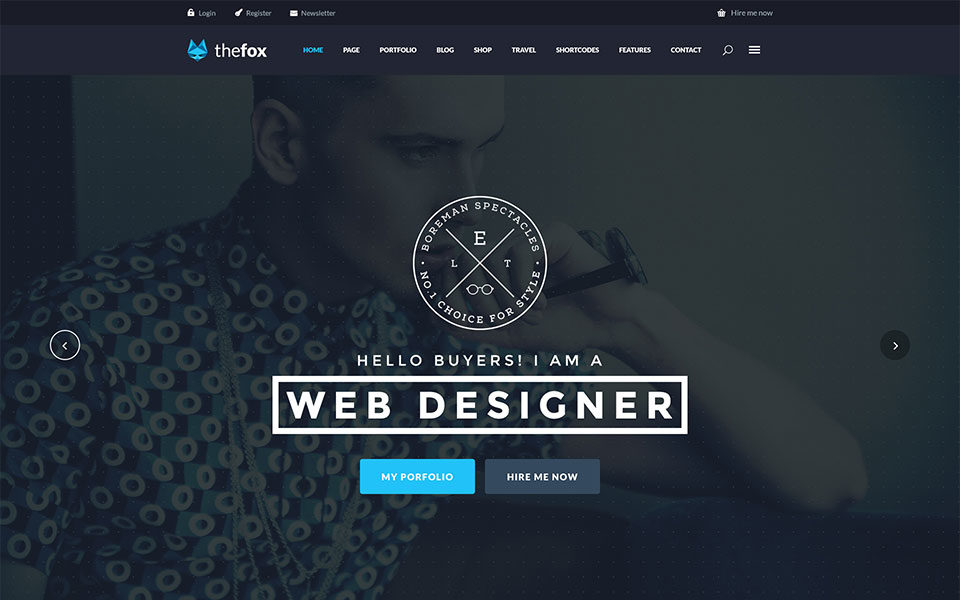 Login Register Newsletter Hire me now
thefox HOME PAGE PORTFOLIO BLOG SHOP TRAVEL SHORTCODES FEATURES CONTACT
BOREMAN SPECTACLES
E
L T
NO.1 CHOICE FOR STYLE
HELLO BUYERS! I AM A
WEB DESIGNER
MY PORFOLIO HIRE ME NOW